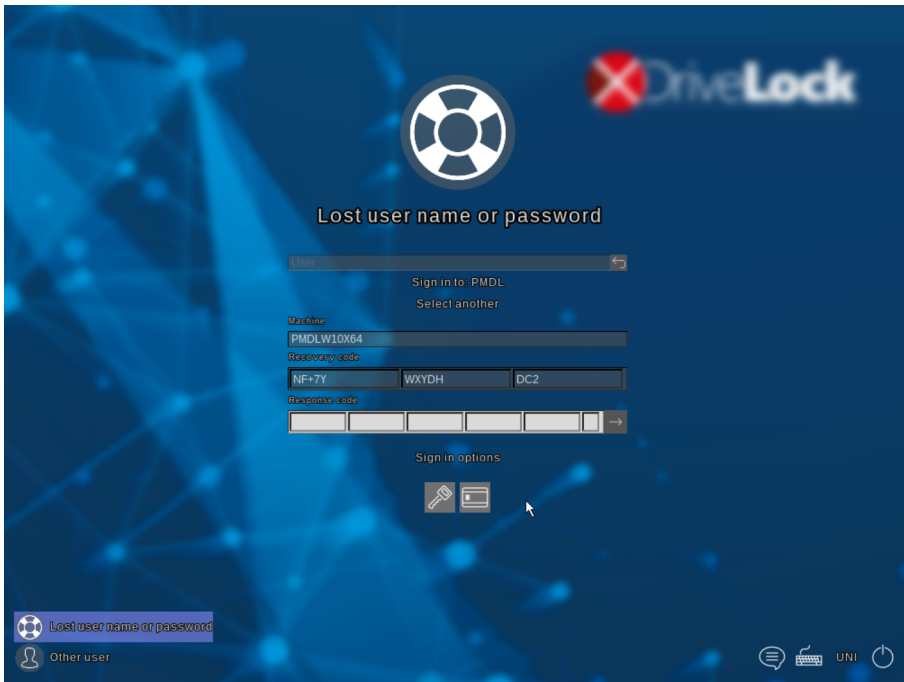 DriveLock
Lost user name or password
User
Sign in to: PMDL
Select another
Machine
PMDLW10X64
Recovery code
NF+7Y WXYDH DC2
Response code
Sign in options
Lost user name or password
Other user
UNI